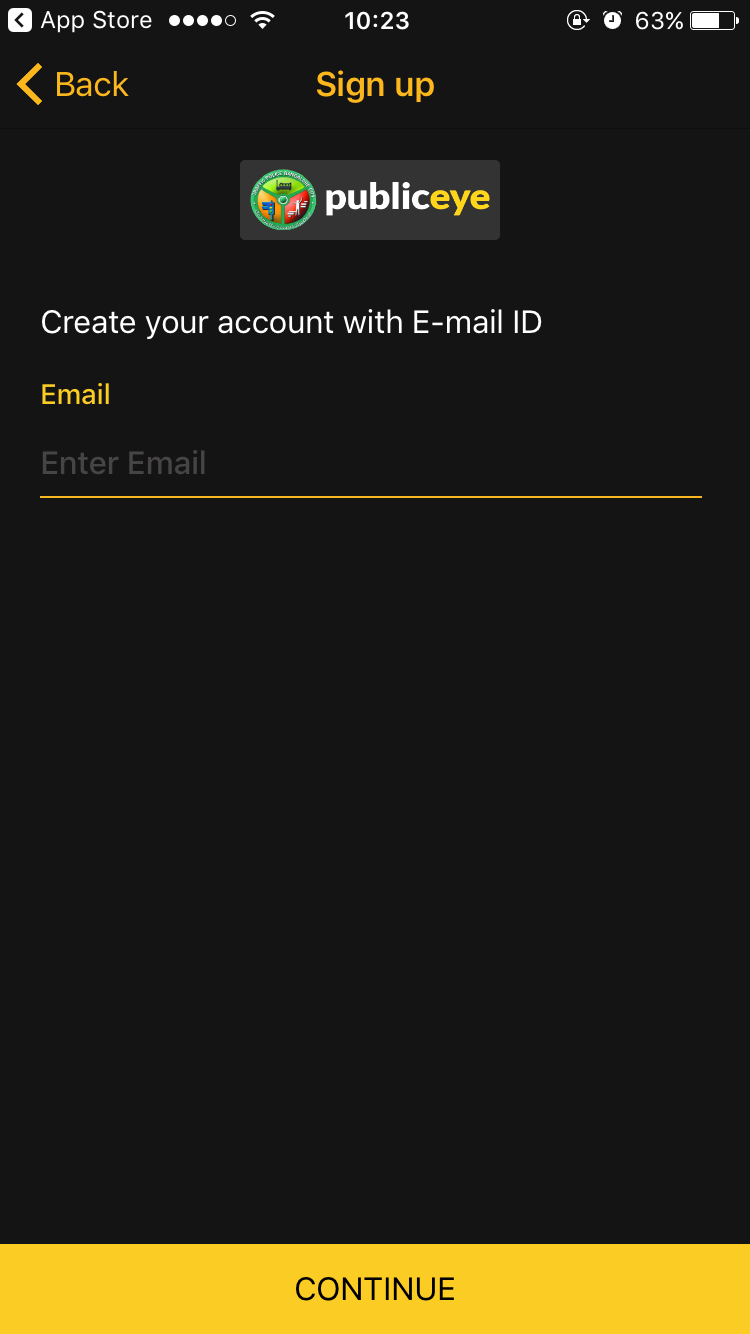 App Store 10:23 63%
Back Sign up
publiceye
Create your account with E-mail ID
Email
Enter Email
CONTINUE